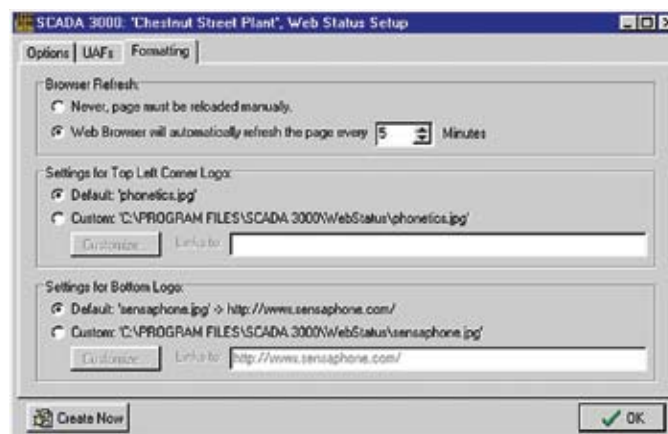 SCADA 3000: 'Chestnut Street Plant', Web Status Setup
Options UAFs Formatting
Browser Refresh:
Never, page must be reloaded manually.
Web Browser will automatically refresh the page every 5 Minutes
Settings for Top Left Corner Logo:
Default: 'phonetics.jpg'
Custom: 'C:\PROGRAM FILES\SCADA 3000\WebStatus\phonetics.jpg'
Customize... Links to:
Settings for Bottom Logo:
Default: 'sensaphone.jpg' -> http://www.sensaphone.com/
Custom: 'C:\PROGRAM FILES\SCADA 3000\WebStatus\sensaphone.jpg'
Customize... Links to: http://www.sensaphone.com/
Create Now OK